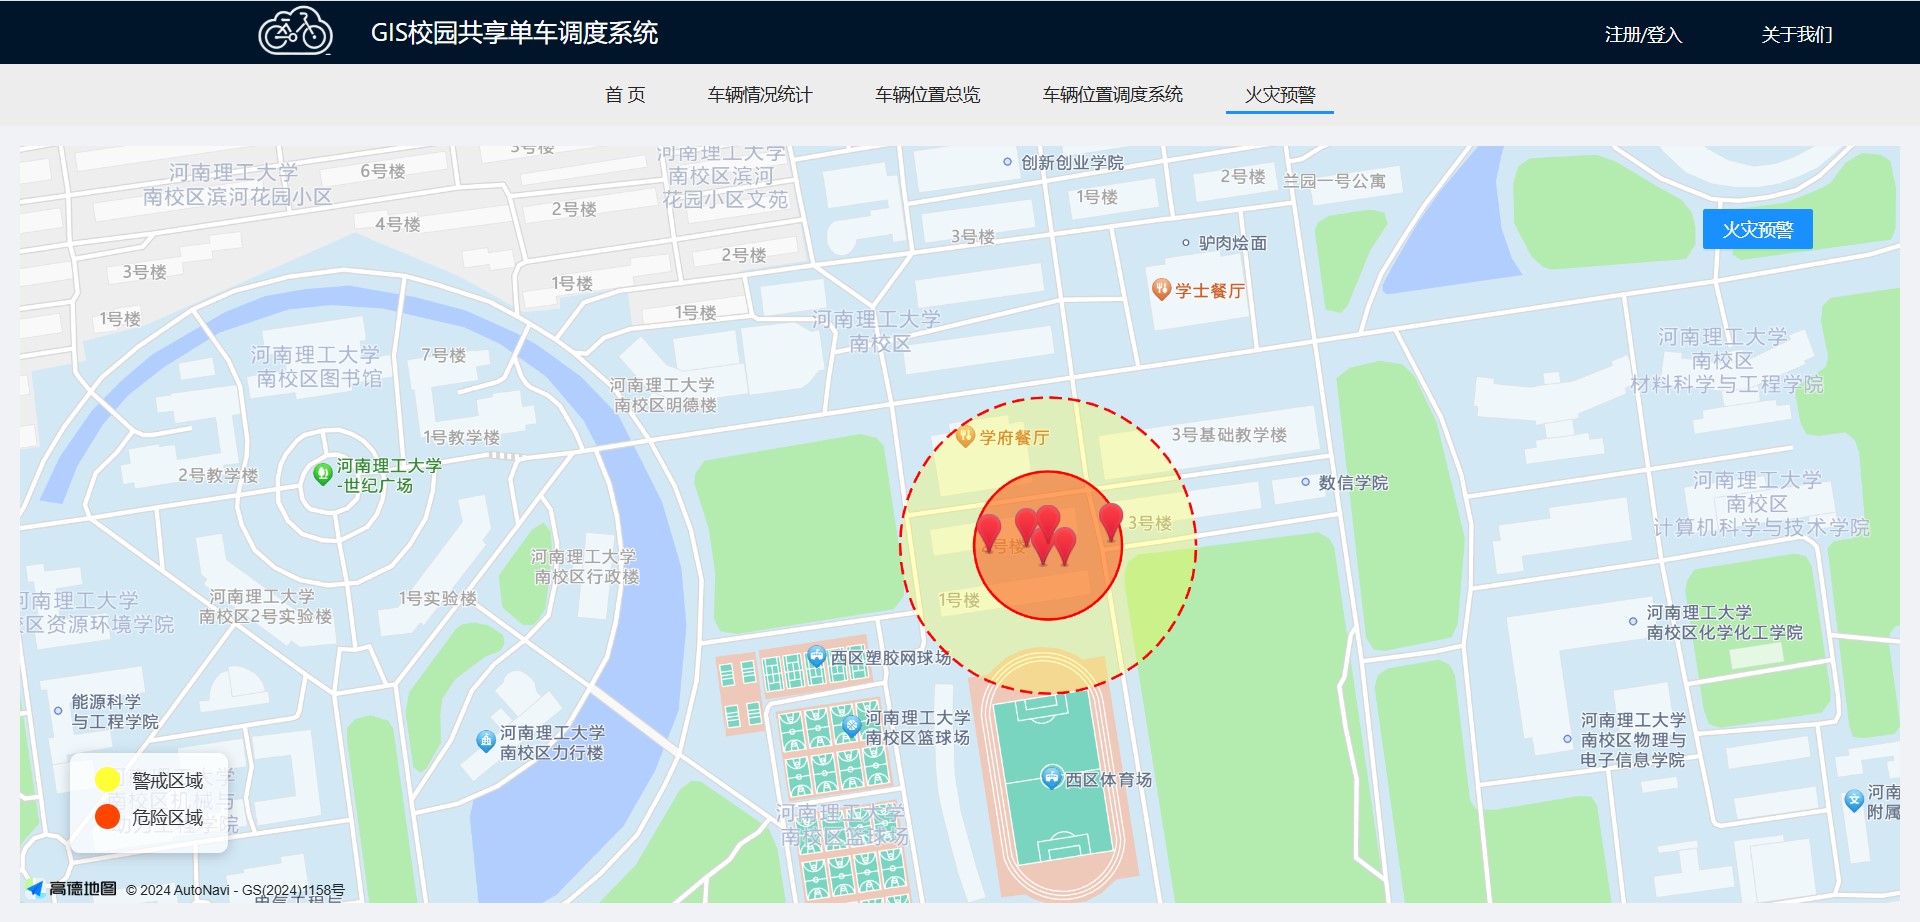 GIS校园共享单车调度系统
注册/登入
关于我们
首 页
车辆情况统计
车辆位置总览
车辆位置调度系统
火灾预警
火灾预警
3号楼
河南理工大学
南校区滨河花园小区
6号楼
4号楼
2号楼
3号楼
1号楼
1号楼
河南理工大学
南校区滨河
花园小区文苑
2号楼
1号楼
创新创业学院
1号楼
2号楼
兰园一号公寓
3号楼
驴肉烩面
学士餐厅
河南理工大学
南校区
河南理工大学
南校区图书馆
7号楼
河南理工大学
南校区明德楼
1号教学楼
2号教学楼
河南理工大学
-世纪广场
学府餐厅
3号基础教学楼
数信学院
3号楼
1号楼
河南理工大学
南校区
材料科学与工程学院
河南理工大学
南校区
计算机科学与技术学院
河南理工大学
南校区行政楼
1号实验楼
河南理工大学
南校区2号实验楼
河南理工大学
区资源环境学院
西区塑胶网球场
河南理工大学
南校区篮球场
西区体育场
河南理工大学
南校区篮球场
河南理工大学
南校区化学化工学院
河南理工大学
南校区物理与
电子信息学院
河南
附属
能源科学
与工程学院
河南理工大学
南校区力行楼
警戒区域
危险区域
高德地图 © 2024 AutoNavi - GS(2024)1158号